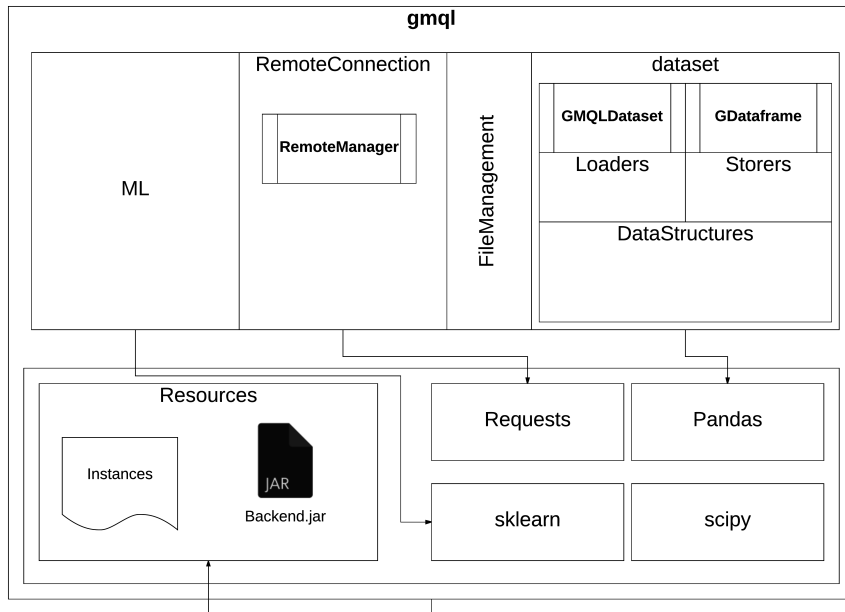 gmql
ML
RemoteConnection
RemoteManager
FileManagement
dataset
GMQLDataset
GDataframe
Loaders
Storers
DataStructures
Resources
Instances
JAR
Backend.jar
Requests
Pandas
sklearn
scipy